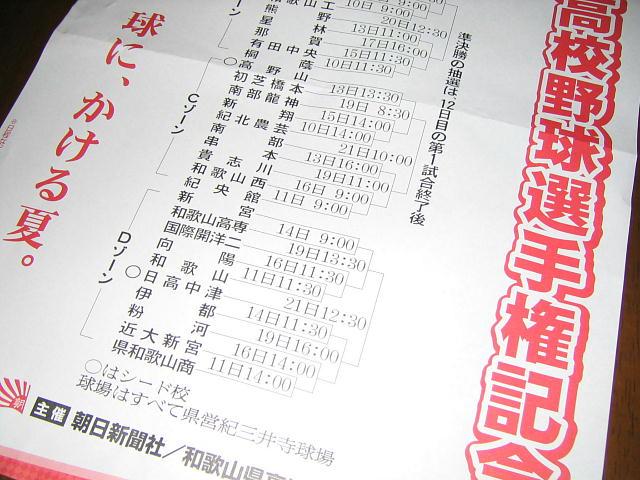 高校野球選手権記
準決勝の抽選は12日目の第1試合終了後
10日 9:00
20日12:30
13日11:00
17日16:00
15日11:30
10日11:30
13日13:30
19日 8:30
15日14:00
10日14:00
21日10:00
13日16:00
19日11:00
16日 9:00
11日 9:00
14日 9:00
19日13:30
16日11:30
11日11:30
21日12:30
14日11:30
19日16:00
16日14:00
11日14:00
熊野
星林
那賀
有田中央
桐蔭
○高野山
初芝橋本
南部龍神
新翔
紀北農芸
南部
串本
貴志川
和歌山西
紀央館
新宮
和歌山高専
国際開洋二
向陽
和歌山
○日高中津
伊都
粉河
近大新宮
県和歌山商
ゾーン
Cゾーン
Dゾーン
○はシード校
球場はすべて県営紀三井寺球場
球に、かける夏。
朝
主催 朝日新聞社／和歌山県高